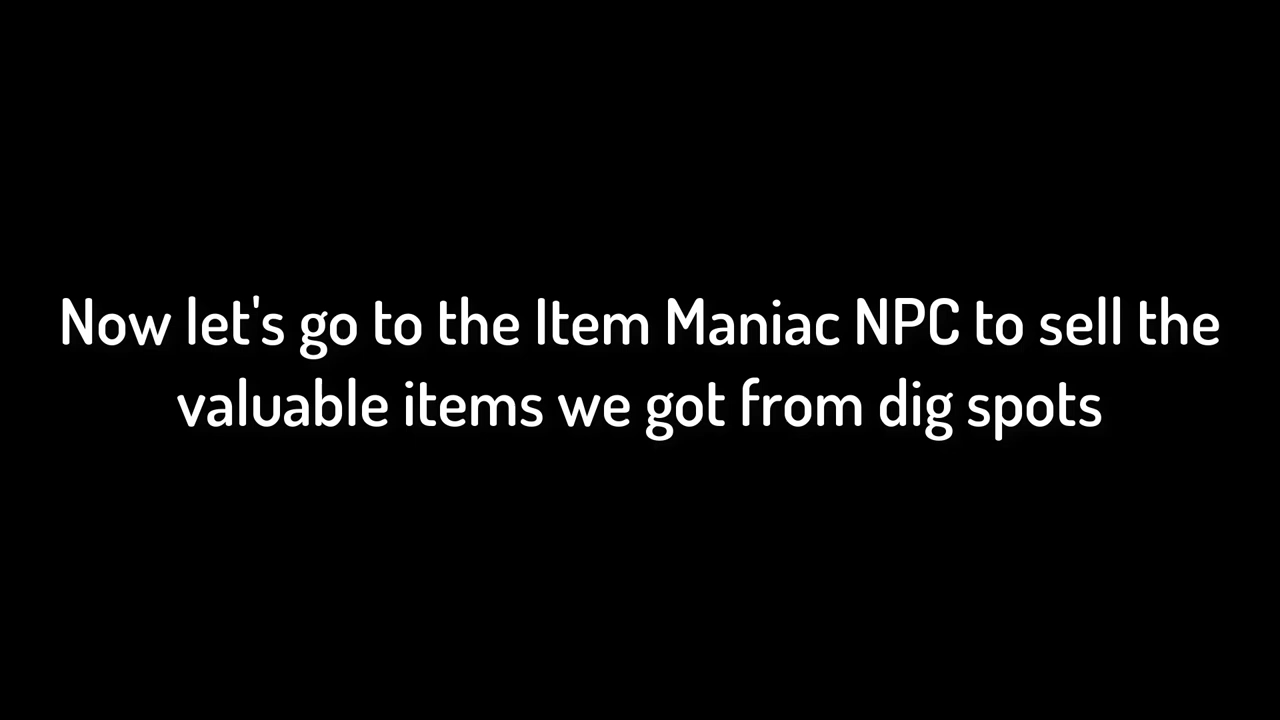 Now let's go to the Item Maniac NPC to sell the
valuable items we got from dig spots